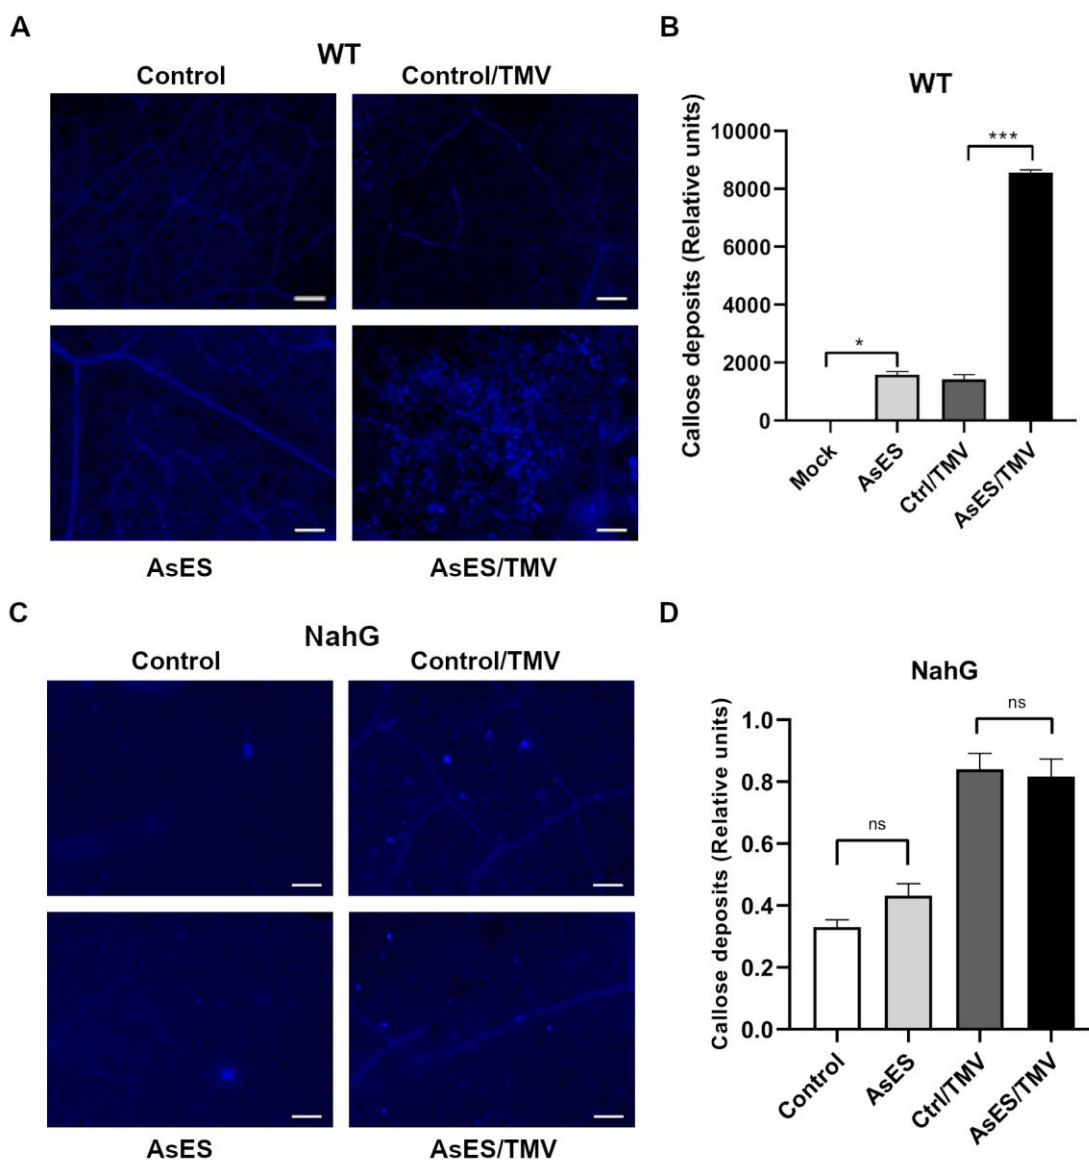 A
WT
Control
Control/TMV
AsES
AsES/TMV
B
WT
Callose deposits (Relative units)
10000
8000
6000
4000
2000
0
*
***
Mock
AsES
Ctrl/TMV
AsES/TMV
C
NahG
Control
Control/TMV
AsES
AsES/TMV
D
NahG
Callose deposits (Relative units)
1.0
0.8
0.6
0.4
0.2
0.0
ns
ns
Control
AsES
Ctrl/TMV
AsES/TMV